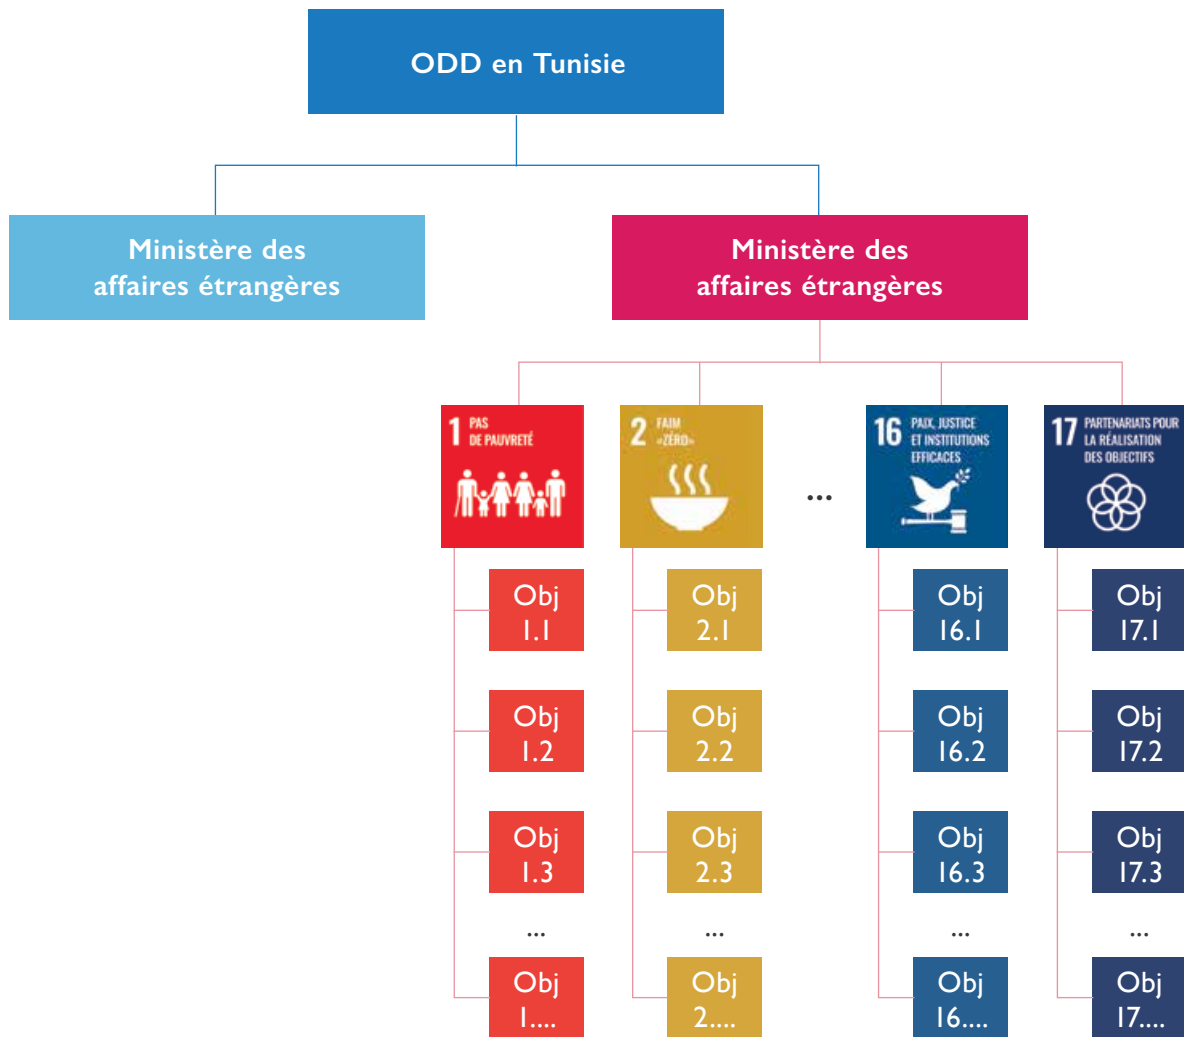 ODD en Tunisie
Ministère des
affaires étrangères
Ministère des
affaires étrangères
1 PAS
DE PAUVRETÉ
2 FAIM
«ZÉRO»
...
16 PAIX, JUSTICE
ET INSTITUTIONS
EFFICACES
17 PARTENARIATS POUR
LA RÉALISATION
DES OBJECTIFS
Obj
1.1
Obj
2.1
Obj
16.1
Obj
17.1
Obj
1.2
Obj
2.2
Obj
16.2
Obj
17.2
Obj
1.3
Obj
2.3
Obj
16.3
Obj
17.3
...
...
...
...
Obj
1....
Obj
2....
Obj
16....
Obj
17....